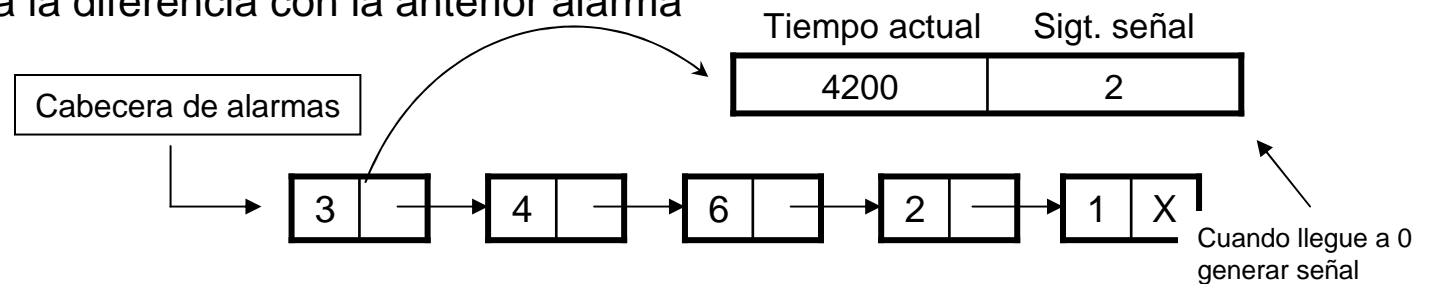 a la diferencia con la anterior alarma
Tiempo actual Sigt. señal
4200 2
Cabecera de alarmas
3 4 6 2 1 X
Cuando llegue a 0
generar señal